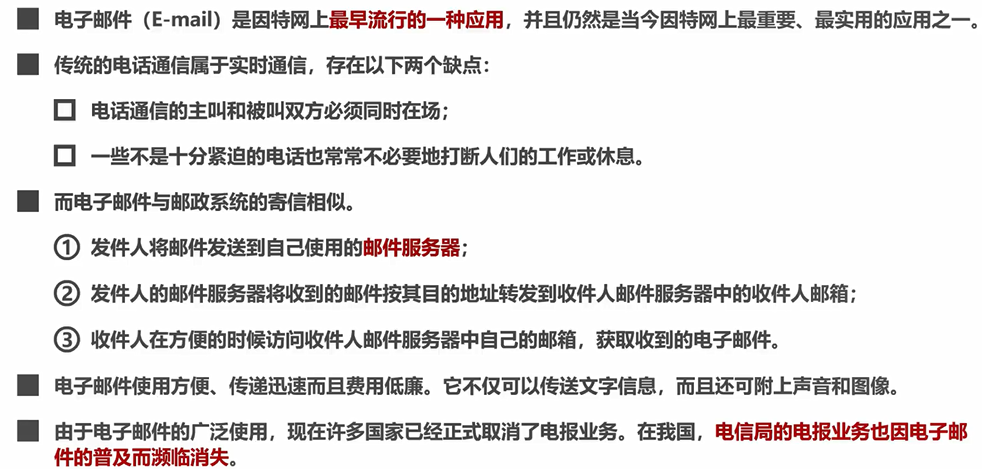 ■ 电子邮件（E-mail）是因特网上最早流行的一种应用，并且仍然是当今因特网上最重要、最实用的应用之一。
■ 传统的电话通信属于实时通信，存在以下两个缺点：
□ 电话通信的主叫和被叫双方必须同时在场；
□ 一些不是十分紧迫的电话也常常不必要地打断人们的工作或休息。
■ 而电子邮件与邮政系统的寄信相似。
① 发件人将邮件发送到自己使用的邮件服务器；
② 发件人的邮件服务器将收到的邮件按其目的地址转发到收件人邮件服务器中的收件人邮箱；
③ 收件人在方便的时候访问收件人邮件服务器中自己的邮箱，获取收到的电子邮件。
■ 电子邮件使用方便、传递迅速而且费用低廉。它不仅可以传送文字信息，而且还可附上声音和图像。
■ 由于电子邮件的广泛使用，现在许多国家已经正式取消了电报业务。在我国，电信局的电报业务也因电子邮
件的普及而濒临消失。